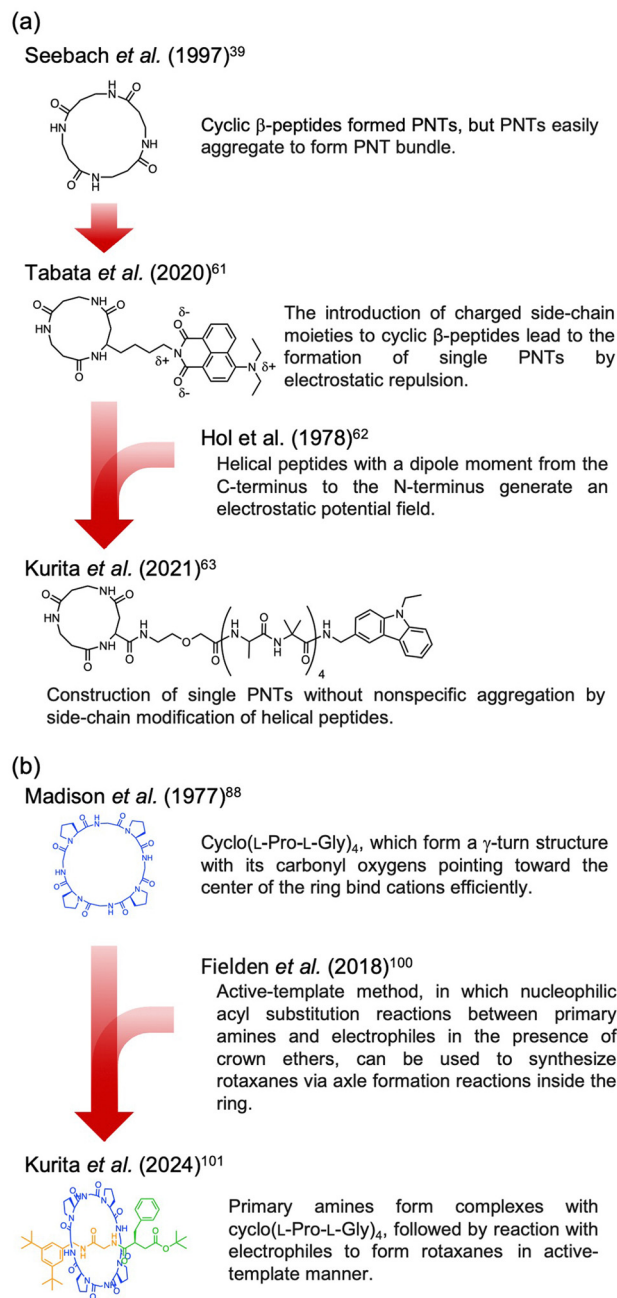 (a)
Seebach et al. (1997)39
Cyclic β-peptides formed PNTs, but PNTs easily
aggregate to form PNT bundle.
Tabata et al. (2020)61
The introduction of charged side-chain
moieties to cyclic β-peptides lead to the
formation of single PNTs by
electrostatic repulsion.
Hol et al. (1978)62
Helical peptides with a dipole moment from the
C-terminus to the N-terminus generate an
electrostatic potential field.
Kurita et al. (2021)63
4
Construction of single PNTs without nonspecific aggregation by
side-chain modification of helical peptides.
(b)
Madison et al. (1977)88
Cyclo(L-Pro-L-Gly)4, which form a γ-turn structure
with its carbonyl oxygens pointing toward the
center of the ring bind cations efficiently.
Fielden et al. (2018)100
Active-template method, in which nucleophilic
acyl substitution reactions between primary
amines and electrophiles in the presence of
crown ethers, can be used to synthesize
rotaxanes via axle formation reactions inside the
ring.
Kurita et al. (2024)101
Primary amines form complexes with
cyclo(L-Pro-L-Gly)4, followed by reaction with
electrophiles to form rotaxanes in active-
template manner.